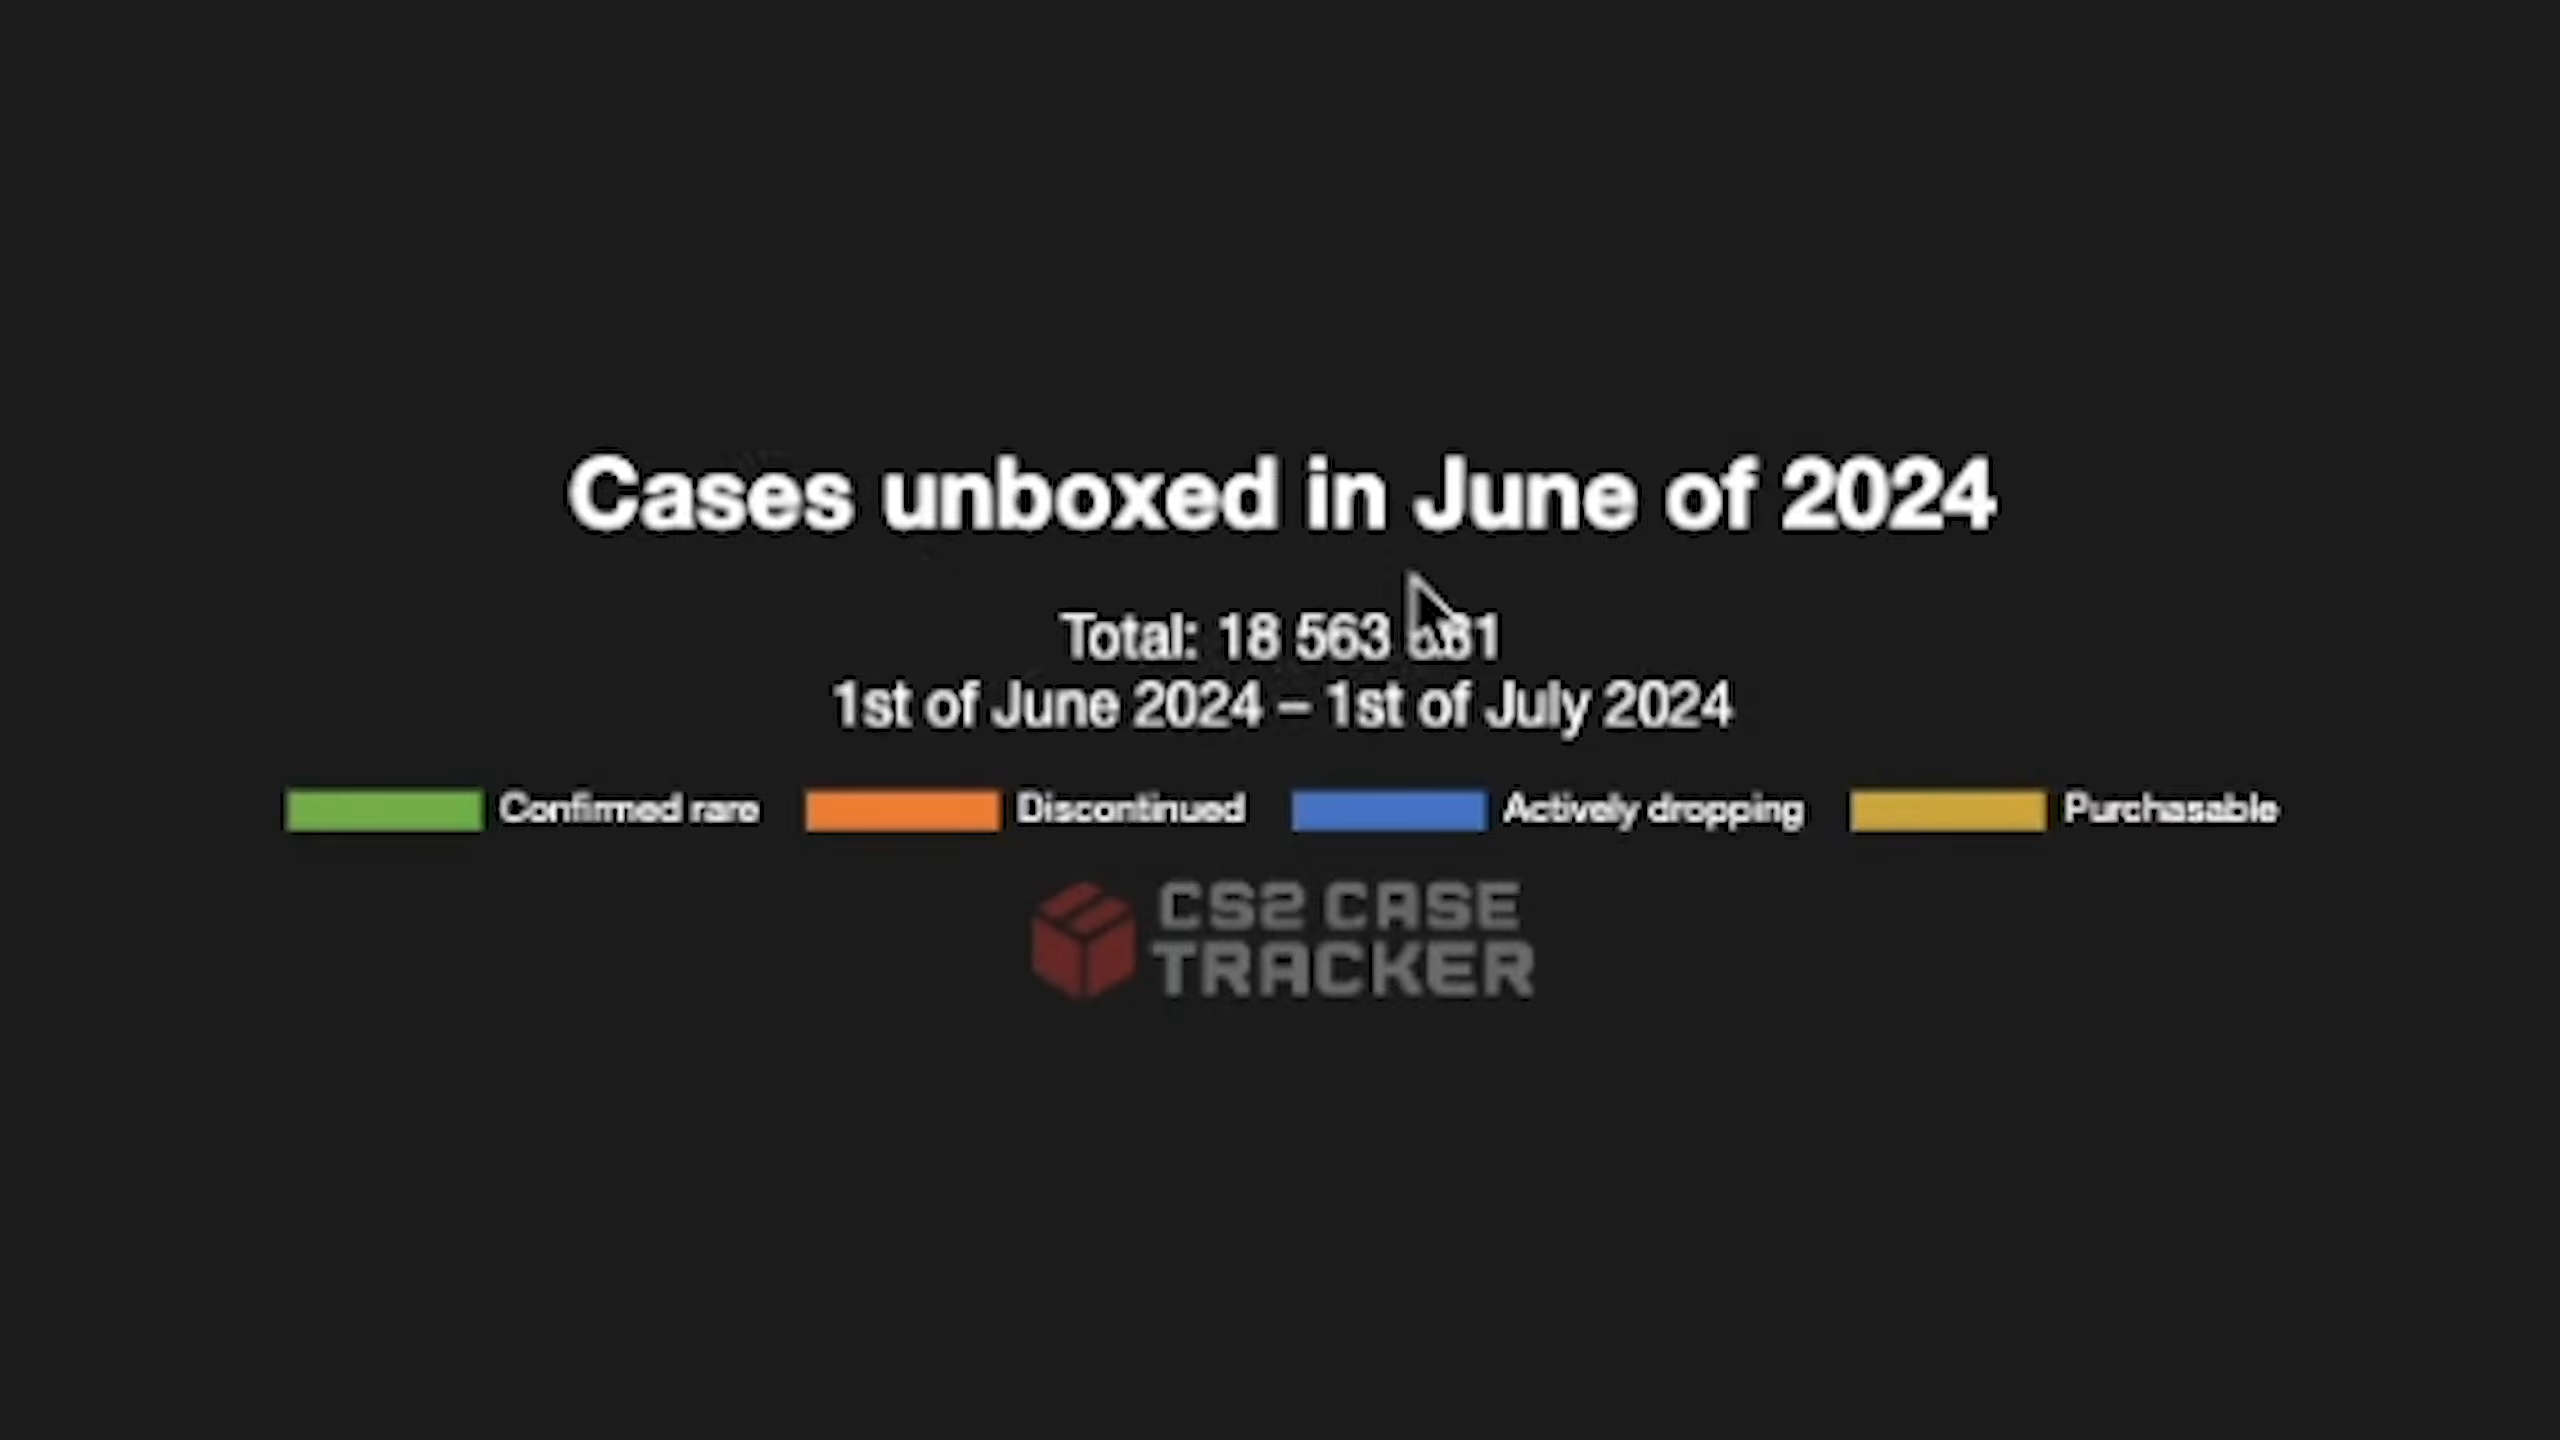 Cases unboxed in June of 2024
Total: 18 563
1st of June 2024 – 1st of July 2024
Confirmed rare
Discontinued
Actively dropping
Purchasable
CS2 CASE
TRACKER